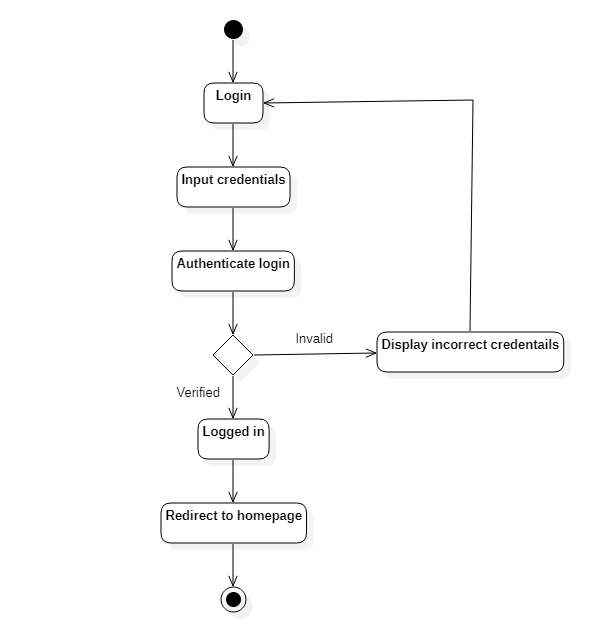 Login
Input credentials
Authenticate login
Invalid
Display incorrect credentails
Verified
Logged in
Redirect to homepage